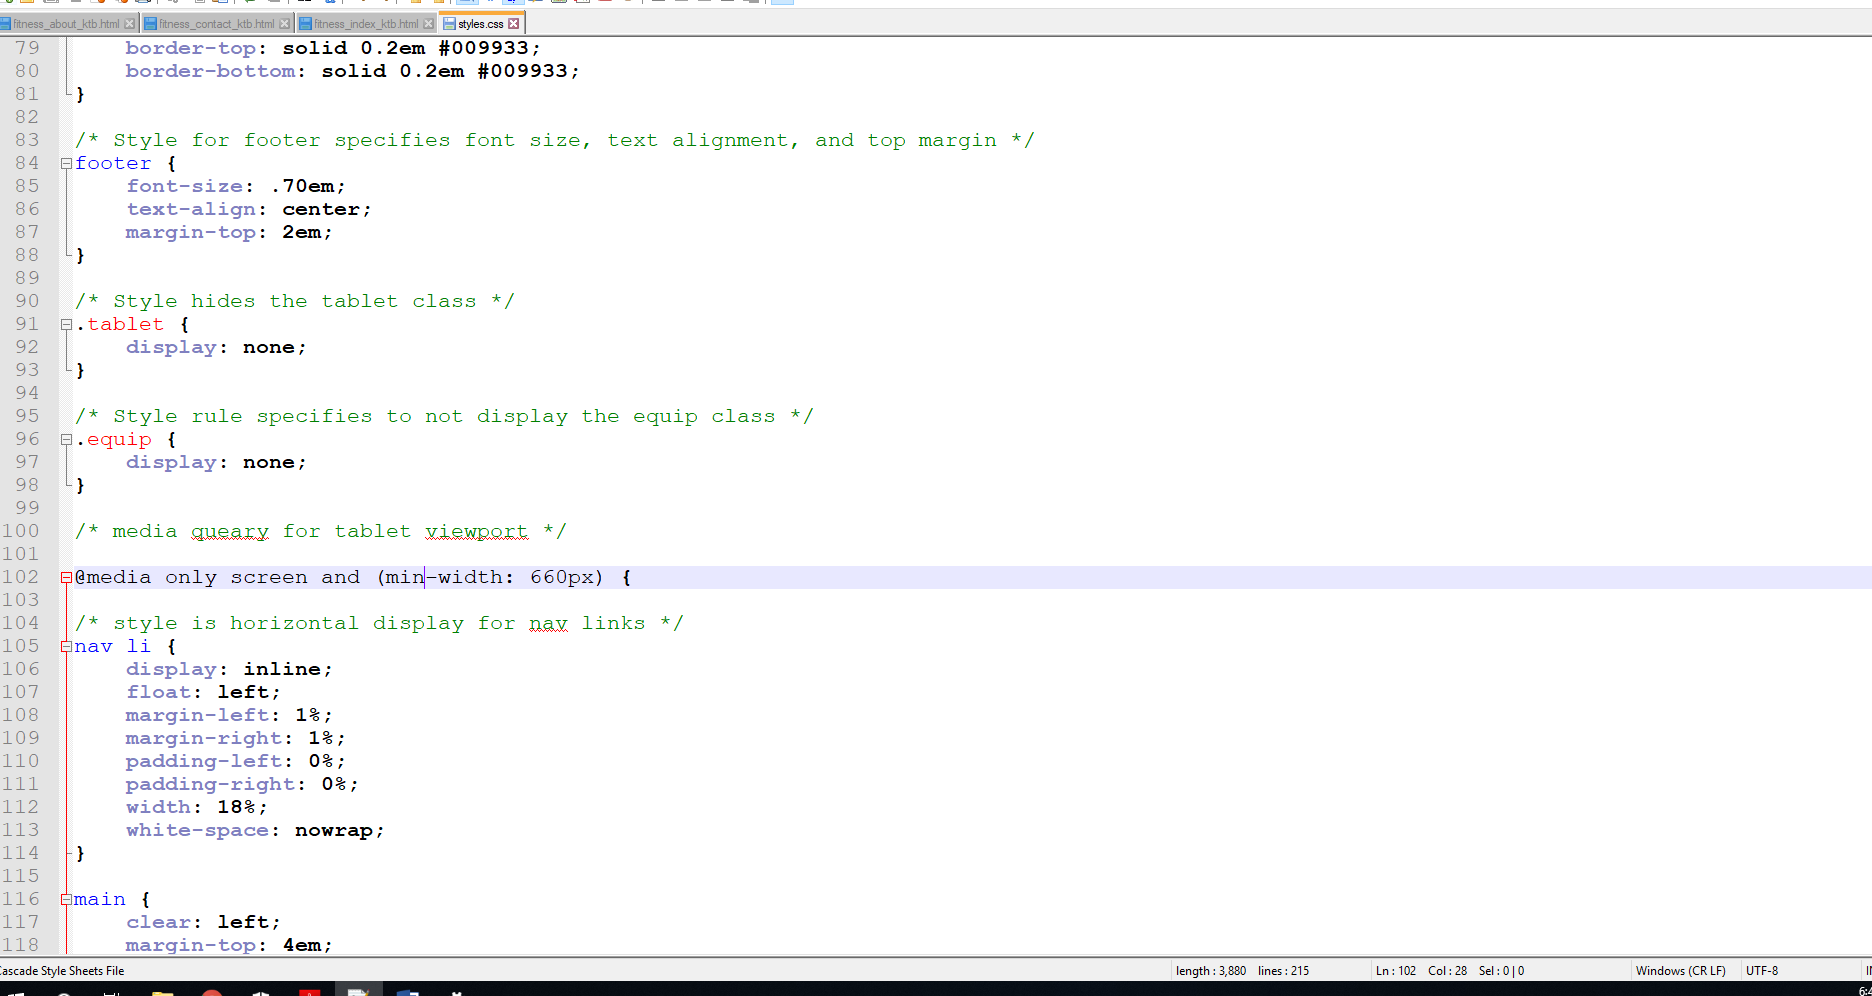 fitness_about_ktb.html fitness_contact_ktb.html fitness_index_ktb.html styles.css
79 border-top: solid 0.2em #009933;
80 border-bottom: solid 0.2em #009933;
81 }
82
83 /* Style for footer specifies font size, text alignment, and top margin */
84 footer {
85 font-size: .70em;
86 text-align: center;
87 margin-top: 2em;
88 }
89
90 /* Style hides the tablet class */
91 .tablet {
92 display: none;
93 }
94
95 /* Style rule specifies to not display the equip class */
96 .equip {
97 display: none;
98 }
99
100 /* media queary for tablet viewport */
101
102 @media only screen and (min-width: 660px) {
103
104 /* style is horizontal display for nav links */
105 nav li {
106 display: inline;
107 float: left;
108 margin-left: 1%;
109 margin-right: 1%;
110 padding-left: 0%;
111 padding-right: 0%;
112 width: 18%;
113 white-space: nowrap;
114 }
115
116 main {
117 clear: left;
118 margin-top: 4em;
Cascade Style Sheets File length : 3,880 lines : 215 Ln : 102 Col : 28 Sel : 0 | 0 Windows (CR LF) UTF-8